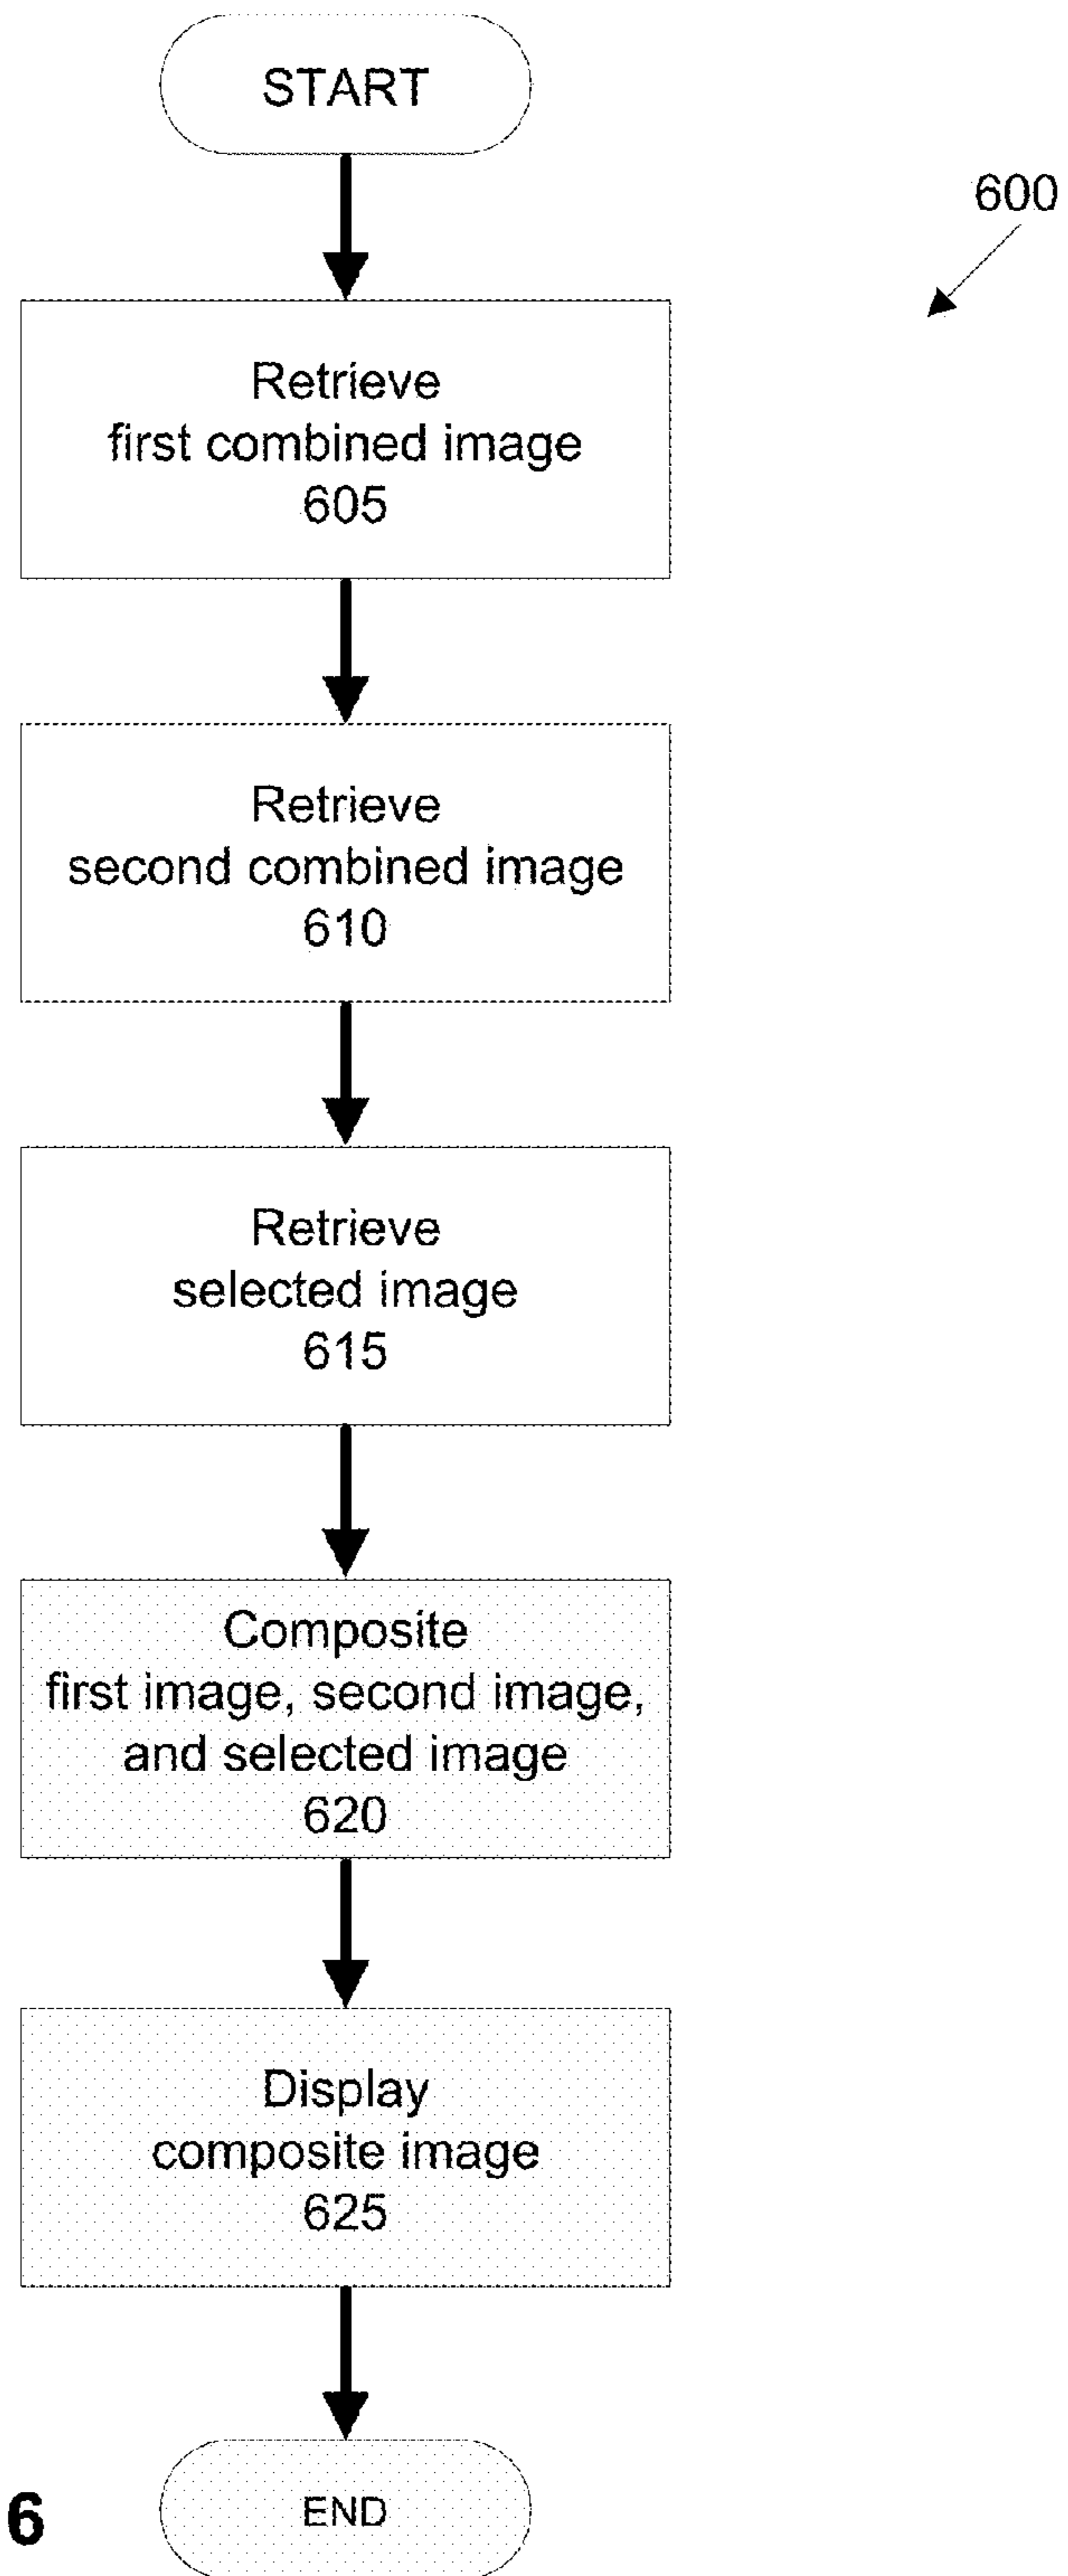 START
600
Retrieve
first combined image
605
Retrieve
second combined image
610
Retrieve
selected image
615
Composite
first image, second image,
and selected image
620
Display
composite image
625
END
6